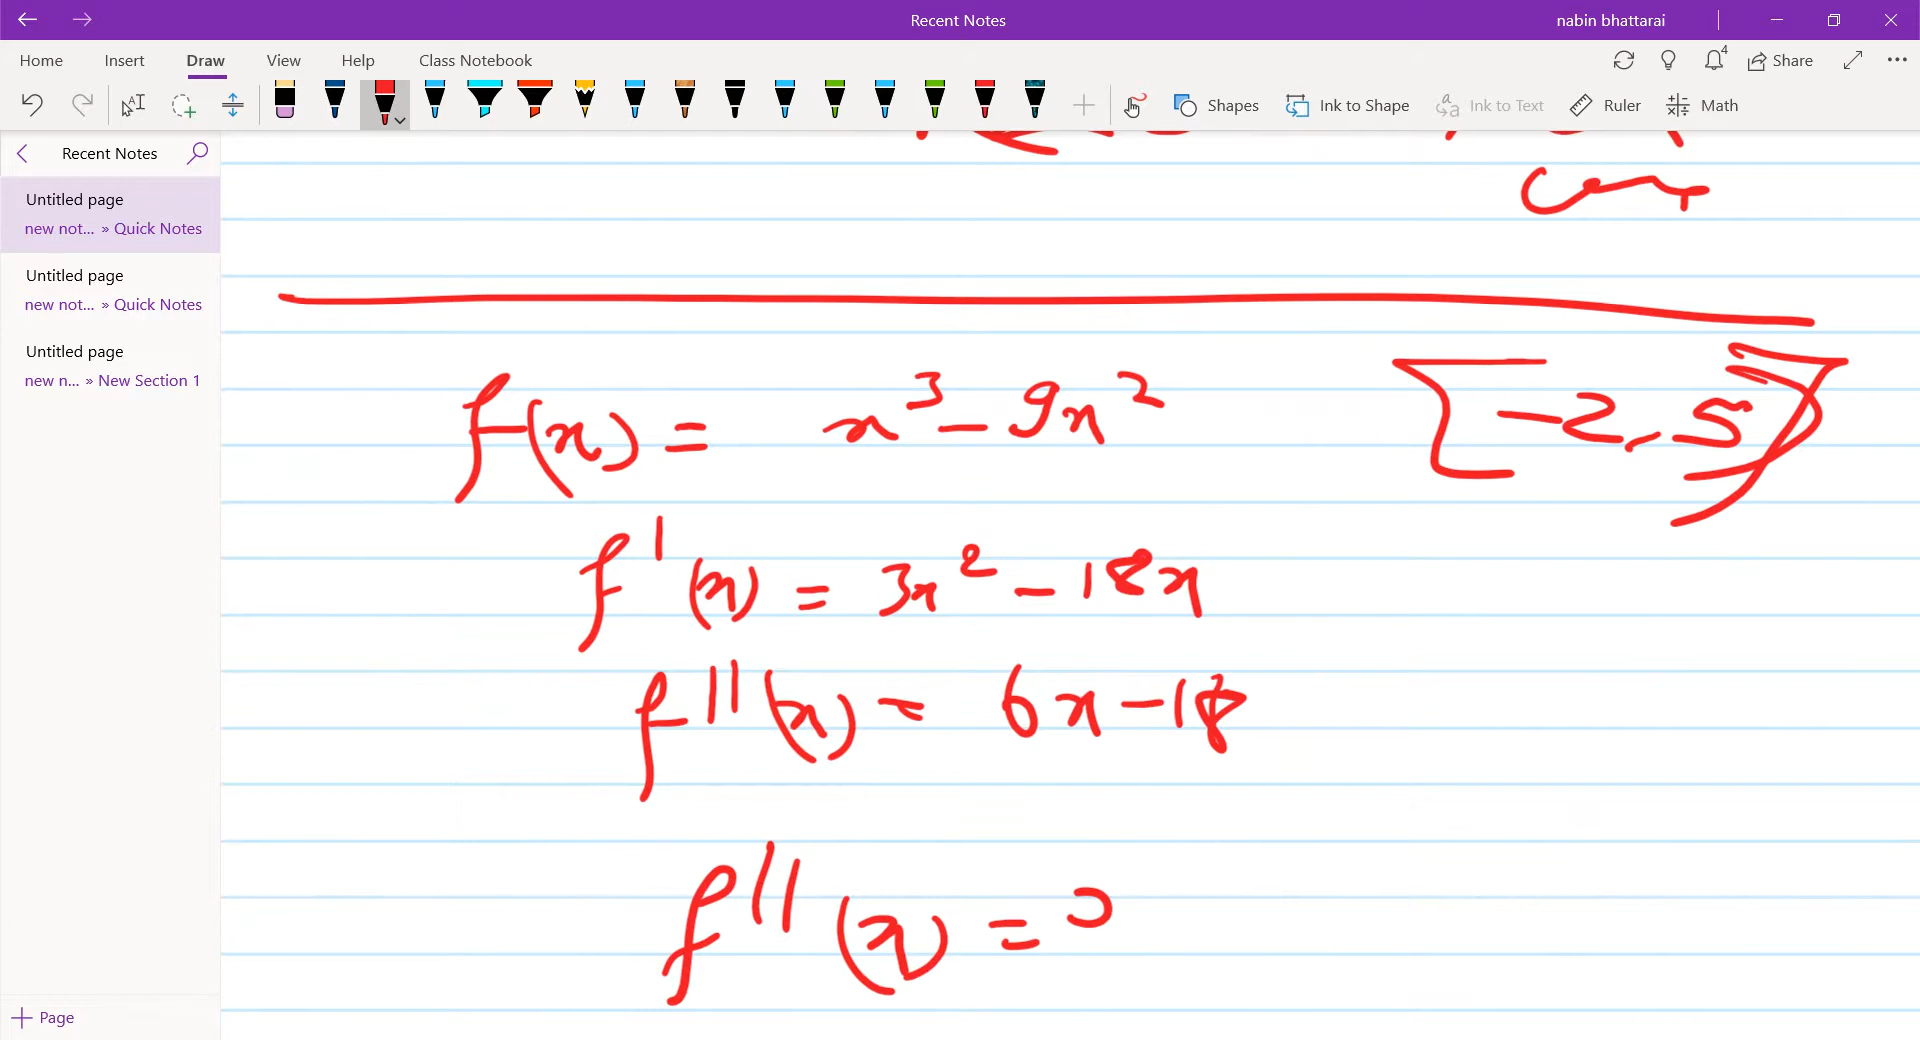 Recent Notes
nabin bhattarai
Home Insert Draw View Help Class Notebook
4
Share
Shapes Ink to Shape Ink to Text Ruler Math
Recent Notes
Untitled page
new not... » Quick Notes
Untitled page
new not... » Quick Notes
Untitled page
new n... » New Section 1
f(x) = x³ - 9x² [-2, 5]
f'(x) = 3x² - 18x
f''(x) = 6x - 18
f''(x) =
Page